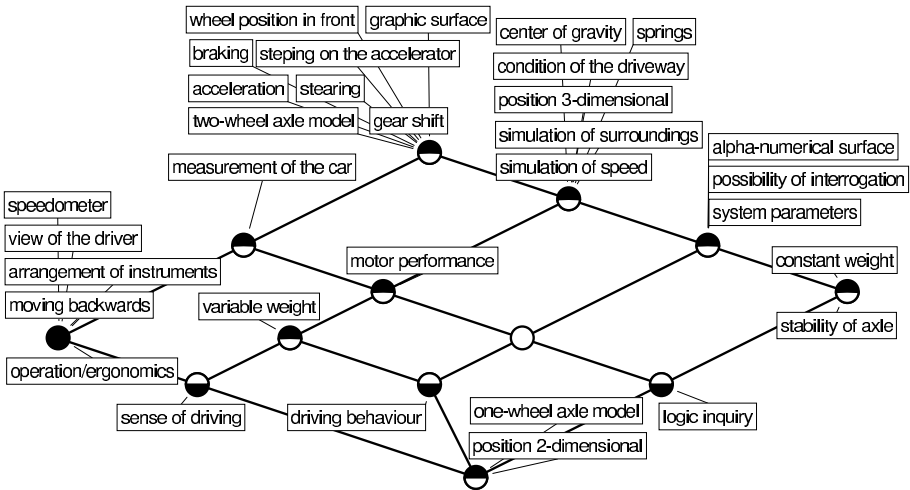 wheel position in front
graphic surface
center of gravity
springs
braking
steping on the accelerator
condition of the driveway
acceleration
stearing
position 3-dimensional
two-wheel axle model
gear shift
simulation of surroundings
alpha-numerical surface
measurement of the car
simulation of speed
possibility of interrogation
speedometer
system parameters
view of the driver
motor performance
constant weight
arrangement of instruments
moving backwards
variable weight
stability of axle
operation/ergonomics
sense of driving
driving behaviour
one-wheel axle model
logic inquiry
position 2-dimensional